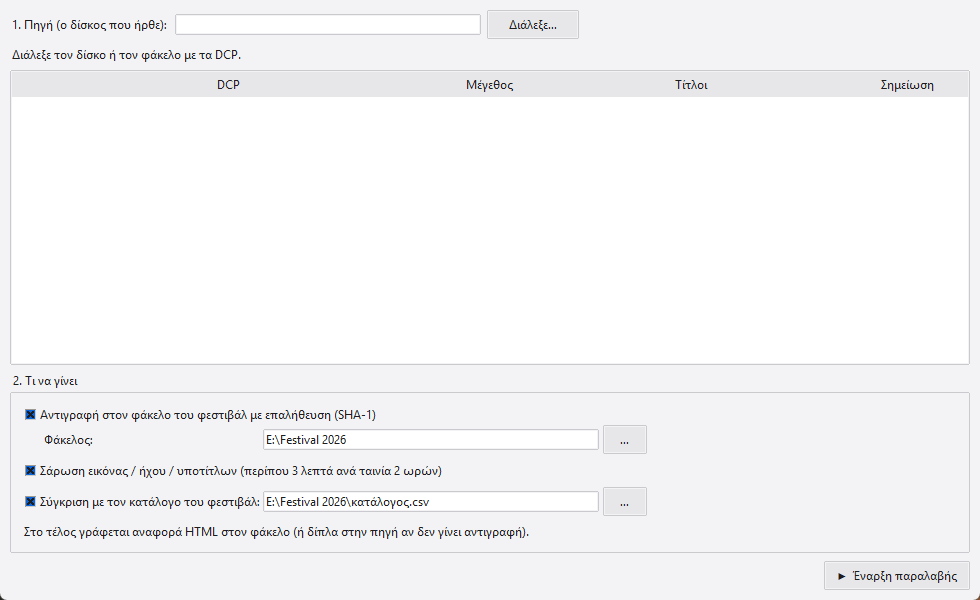 1. Πηγή (ο δίσκος που ήρθε): Διάλεξε...
Διάλεξε τον δίσκο ή τον φάκελο με τα DCP.
DCP Μέγεθος Τίτλοι Σημείωση
2. Τι να γίνει
Αντιγραφή στον φάκελο του φεστιβάλ με επαλήθευση (SHA-1)
Φάκελος: E:\Festival 2026 ...
Σάρωση εικόνας / ήχου / υποτίτλων (περίπου 3 λεπτά ανά ταινία 2 ωρών)
Σύγκριση με τον κατάλογο του φεστιβάλ: E:\Festival 2026\κατάλογος.csv ...
Στο τέλος γράφεται αναφορά HTML στον φάκελο (ή δίπλα στην πηγή αν δεν γίνει αντιγραφή).
► Έναρξη παραλαβής